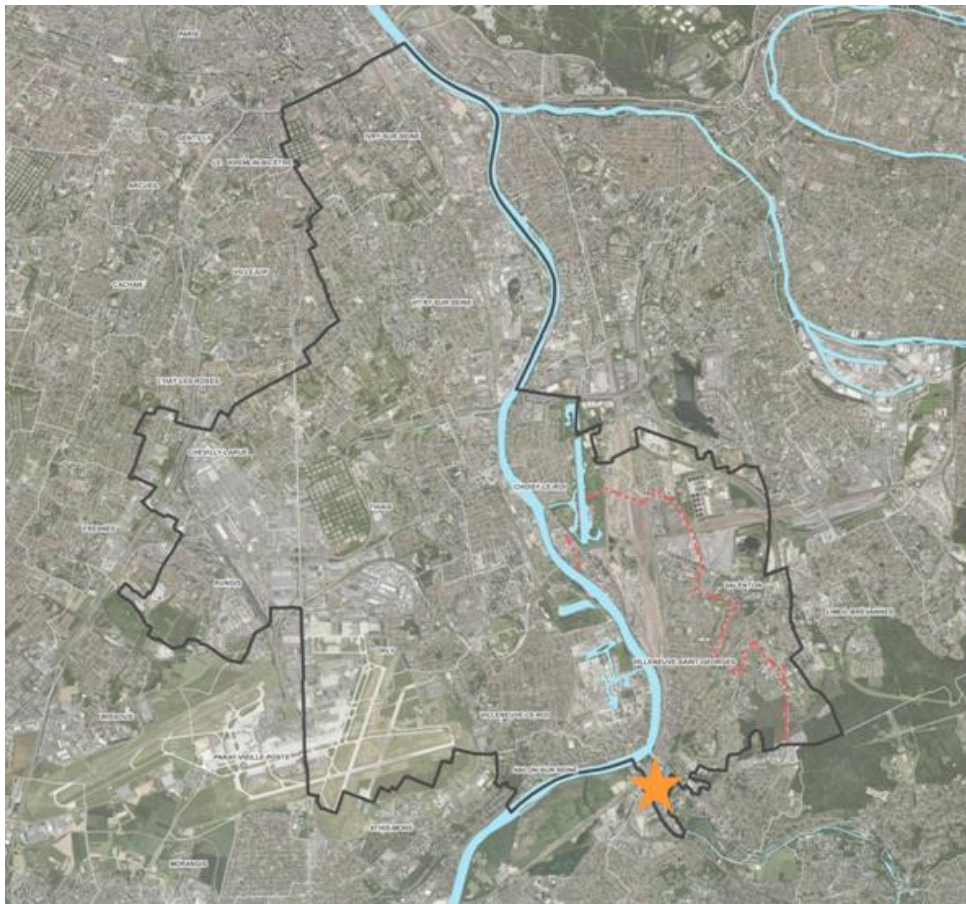 PARIS
IVRY-SUR-SEINE
GENTILLY
LE KREMLIN-BICETRE
ARCUEIL
VILLEJUIF
CACHAN
VITRY-SUR-SEINE
L'HAY-LES-ROSES
CHEVILLY-LARUE
CHOISY-LE-ROI
THIAIS
FRESNES
RUNGIS
VALENTON
LIMEIL-BREVANNES
ORLY
VILLENEUVE-SAINT-GEORGES
WISSOUS
VILLENEUVE-LE-ROI
PARAY-VIEILLE-POSTE
ABLON-SUR-SEINE
ATHIS-MONS
MORANGIS